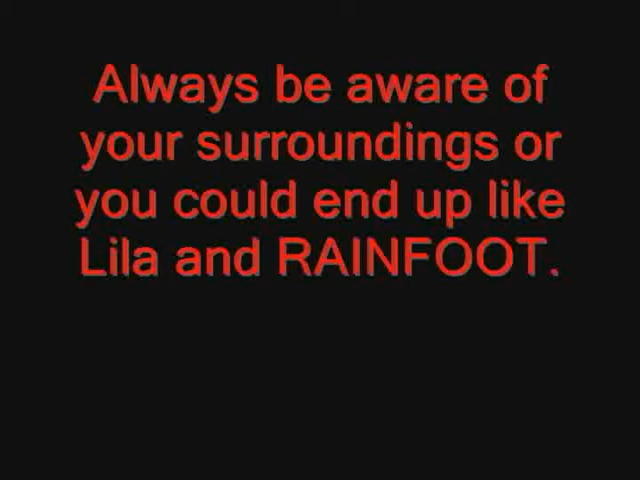 Always be aware of
your surroundings or
you could end up like
Lila and RAINFOOT.